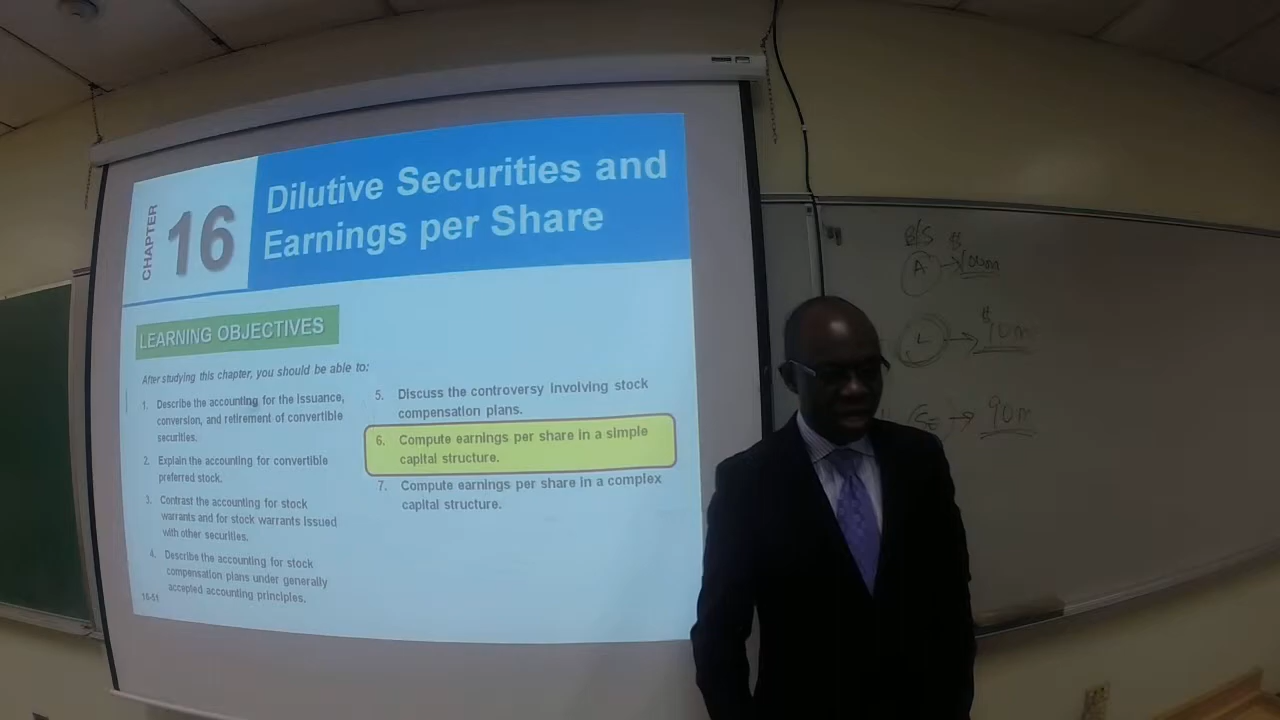 CHAPTER
16
Dilutive Securities and
Earnings per Share
LEARNING OBJECTIVES
After studying this chapter, you should be able to:
1. Describe the accounting for the issuance,
conversion, and retirement of convertible
securities.
2. Explain the accounting for convertible
preferred stock.
3. Contrast the accounting for stock
warrants and for stock warrants issued
with other securities.
4. Describe the accounting for stock
compensation plans under generally
accepted accounting principles.
5. Discuss the controversy involving stock
compensation plans.
6. Compute earnings per share in a simple
capital structure.
7. Compute earnings per share in a complex
capital structure.
16-51
B/S $
A → 100m
$
L → 10m
SE → 90m